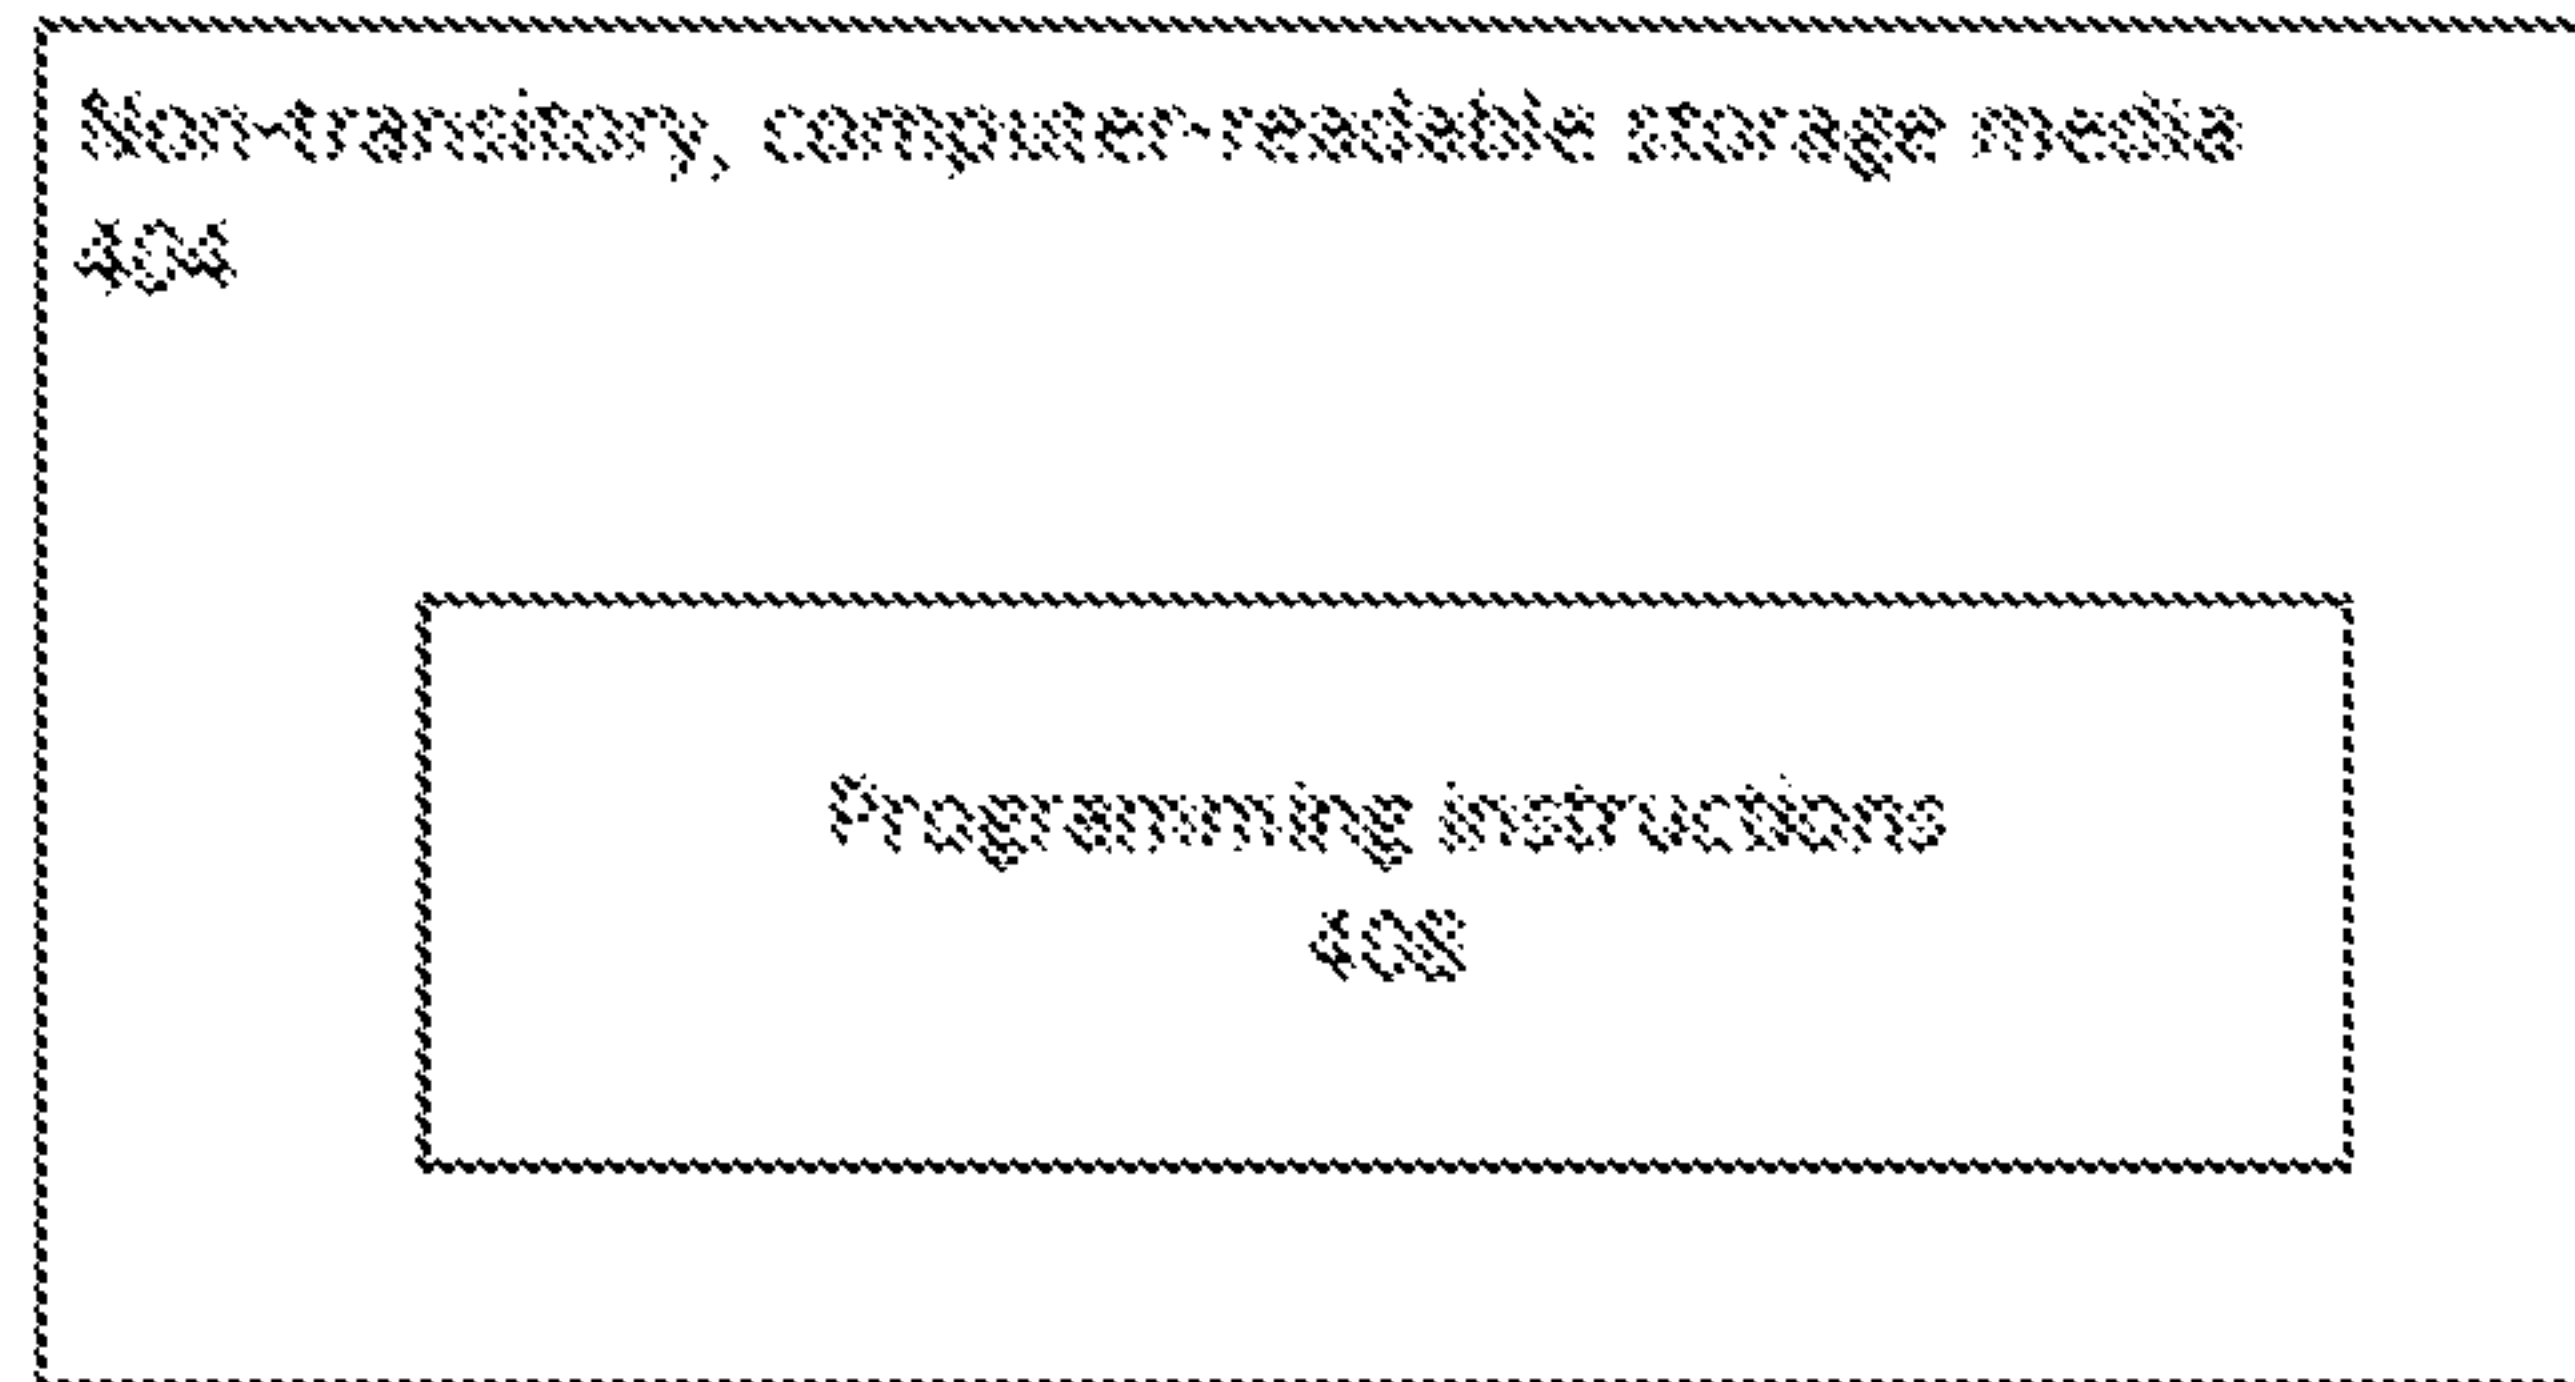 Non-transitory, computer-readable storage media
404
Programming instructions
408